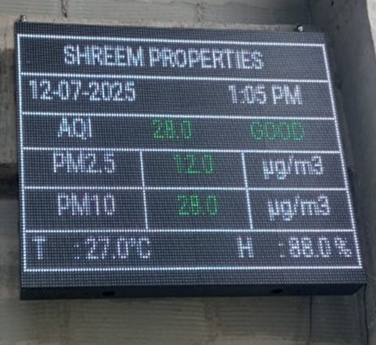 SHREEM PROPERTIES
12-07-2025 1:05 PM
AQI 28.0 GOOD
PM2.5 12.0 µg/m3
PM10 28.0 µg/m3
T :27.0°C H :88.0%